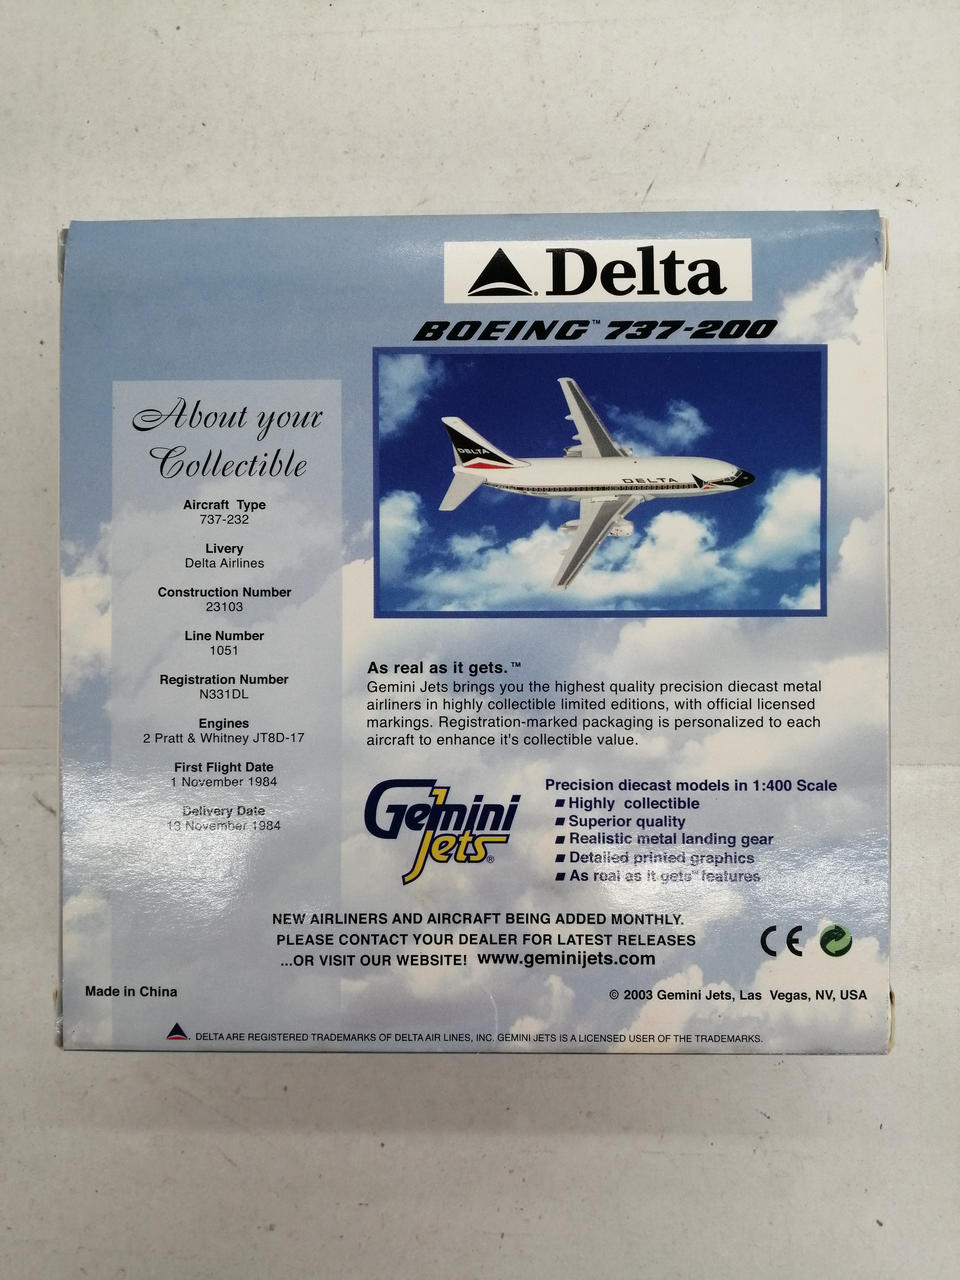 Delta
BOEING™ 737-200
DELTA
DELTA
About your
Collectible
Aircraft Type
737-232
Livery
Delta Airlines
Construction Number
23103
Line Number
1051
Registration Number
N331DL
Engines
2 Pratt & Whitney JT8D-17
First Flight Date
1 November 1984
Delivery Date
13 November 1984
As real as it gets.™
Gemini Jets brings you the highest quality precision diecast metal
airliners in highly collectible limited editions, with official licensed
markings. Registration-marked packaging is personalized to each
aircraft to enhance it's collectible value.
Gemini
Jets®
Precision diecast models in 1:400 Scale
■ Highly collectible
■ Superior quality
■ Realistic metal landing gear
■ Detailed printed graphics
■ As real as it gets™ features
NEW AIRLINERS AND AIRCRAFT BEING ADDED MONTHLY.
PLEASE CONTACT YOUR DEALER FOR LATEST RELEASES
...OR VISIT OUR WEBSITE! www.geminijets.com
CE
Made in China
© 2003 Gemini Jets, Las Vegas, NV, USA
DELTA ARE REGISTERED TRADEMARKS OF DELTA AIR LINES, INC. GEMINI JETS IS A LICENSED USER OF THE TRADEMARKS.